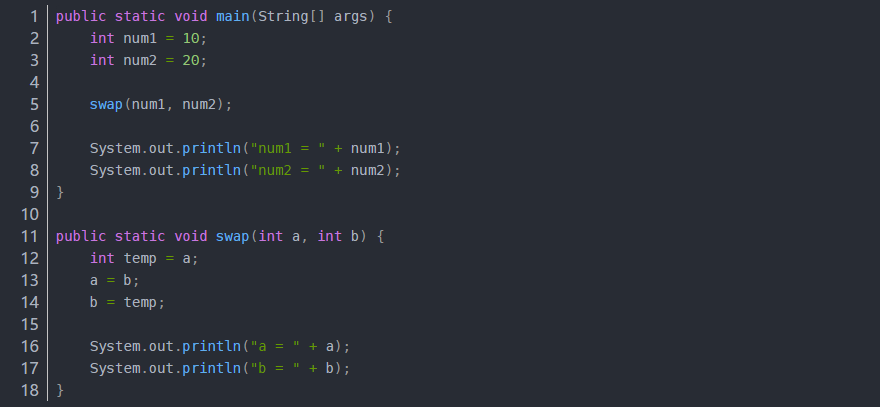 1 public static void main(String[] args) {
2     int num1 = 10;
3     int num2 = 20;
4
5     swap(num1, num2);
6
7     System.out.println("num1 = " + num1);
8     System.out.println("num2 = " + num2);
9 }
10
11 public static void swap(int a, int b) {
12     int temp = a;
13     a = b;
14     b = temp;
15
16     System.out.println("a = " + a);
17     System.out.println("b = " + b);
18 }